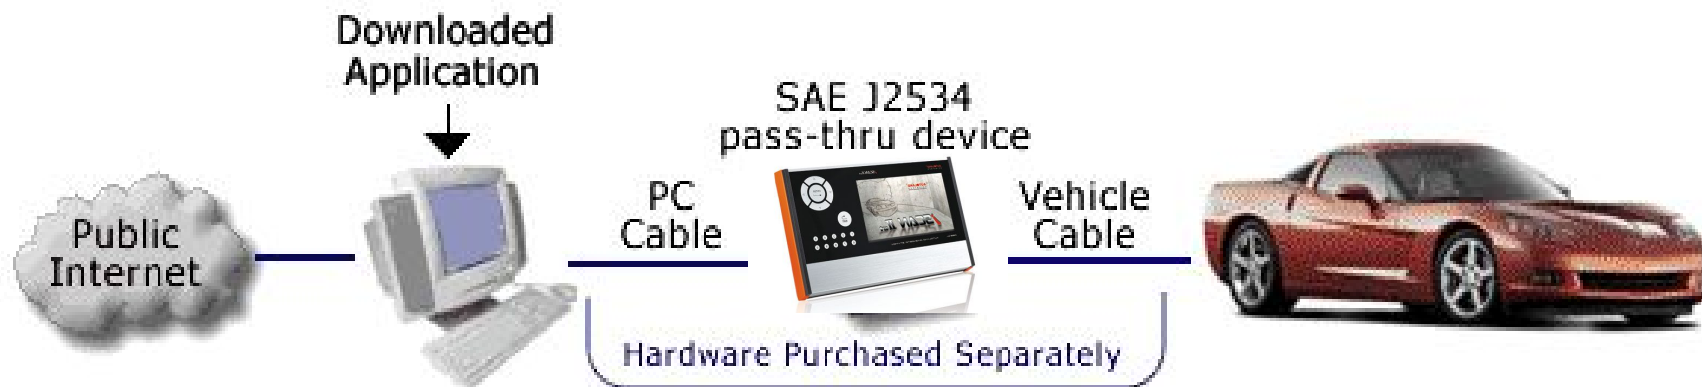 Downloaded
Application
SAE J2534
pass-thru device
Public
Internet
PC
Cable
Vehicle
Cable
Hardware Purchased Separately